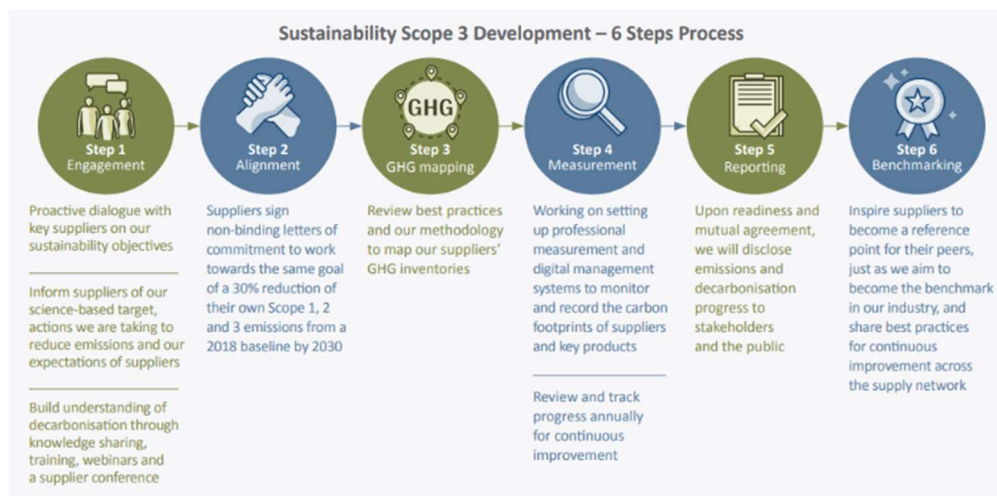 Sustainability Scope 3 Development – 6 Steps Process
Step 1
Engagement
Proactive dialogue with
key suppliers on our
sustainability objectives
Inform suppliers of our
science-based target,
actions we are taking to
reduce emissions and our
expectations of suppliers
Build understanding of
decarbonisation through
knowledge sharing,
training, webinars and
a supplier conference
Step 2
Alignment
Suppliers sign
non-binding letters of
commitment to work
towards the same goal
of a 30% reduction of
their own Scope 1, 2
and 3 emissions from a
2018 baseline by 2030
GHG
Step 3
GHG mapping
Review best practices
and our methodology
to map our suppliers’
GHG inventories
Step 4
Measurement
Working on setting
up professional
measurement and
digital management
systems to monitor
and record the carbon
footprints of suppliers
and key products
Review and track
progress annually
for continuous
improvement
Step 5
Reporting
Upon readiness and
mutual agreement,
we will disclose
emissions and
decarbonisation
progress to
stakeholders
and the public
Step 6
Benchmarking
Inspire suppliers to
become a reference
point for their peers,
just as we aim to
become the benchmark
in our industry, and
share best practices
for continuous
improvement across
the supply network